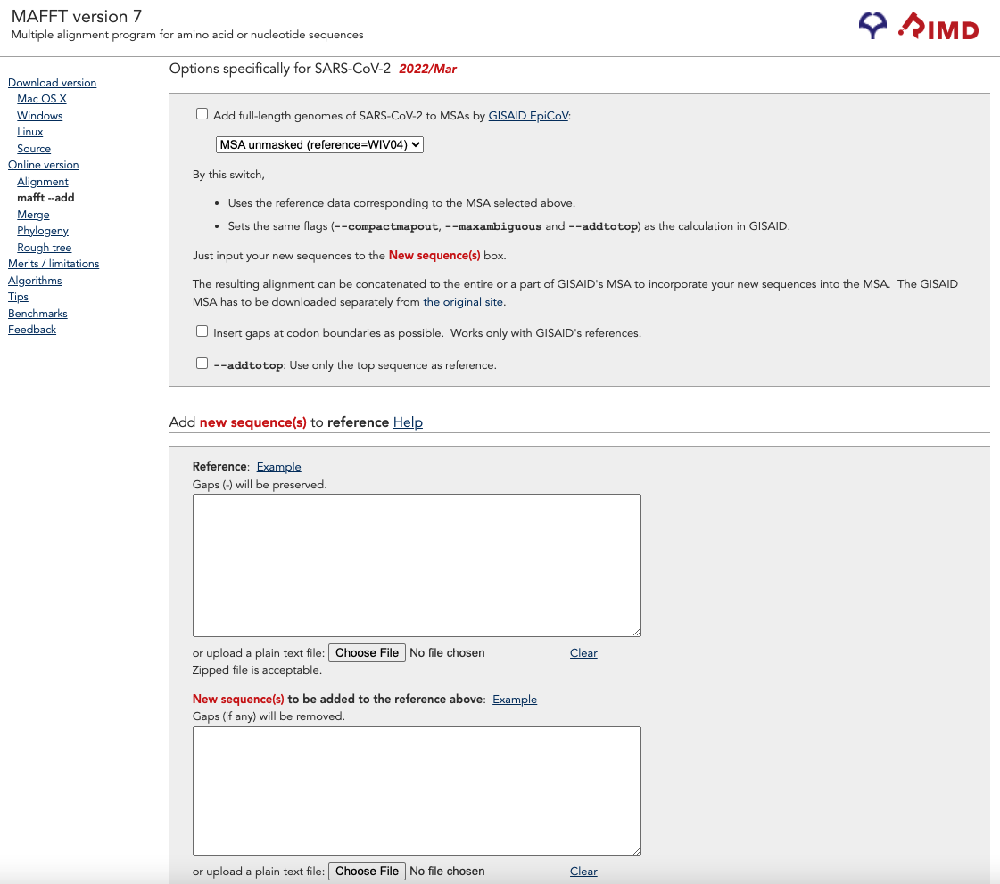 MAFFT version 7
Multiple alignment program for amino acid or nucleotide sequences
RIMD
Download version
Mac OS X
Windows
Linux
Source
Online version
Alignment
mafft --add
Merge
Phylogeny
Rough tree
Merits / limitations
Algorithms
Tips
Benchmarks
Feedback
Options specifically for SARS-CoV-2 2022/Mar
Add full-length genomes of SARS-CoV-2 to MSAs by GISAID EpiCoV:
MSA unmasked (reference=WIV04)
By this switch,
• Uses the reference data corresponding to the MSA selected above.
• Sets the same flags (--compactmapout, --maxambiguous and --addtotop) as the calculation in GISAID.
Just input your new sequences to the New sequence(s) box.
The resulting alignment can be concatenated to the entire or a part of GISAID's MSA to incorporate your new sequences into the MSA. The GISAID
MSA has to be downloaded separately from the original site.
Insert gaps at codon boundaries as possible. Works only with GISAID's references.
--addtotop: Use only the top sequence as reference.
Add new sequence(s) to reference Help
Reference: Example
Gaps (-) will be preserved.
or upload a plain text file: Choose File No file chosen Clear
Zipped file is acceptable.
New sequence(s) to be added to the reference above: Example
Gaps (if any) will be removed.
or upload a plain text file: Choose File No file chosen Clear